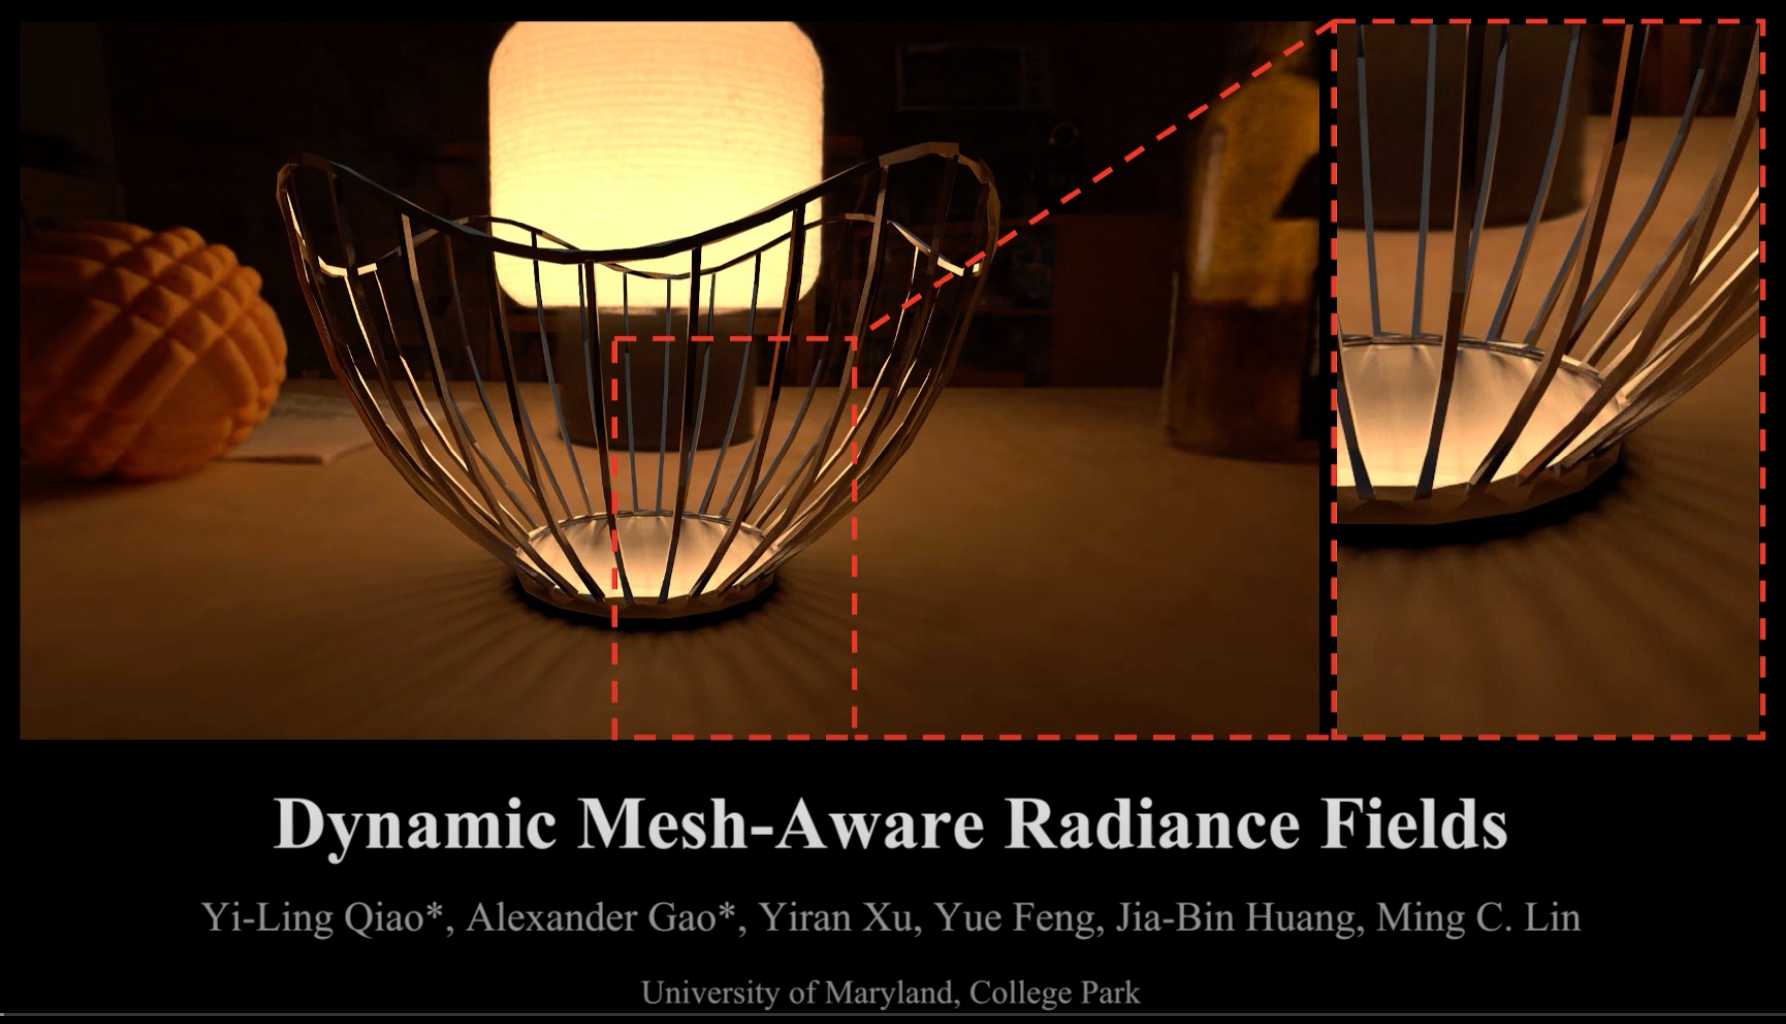 Dynamic Mesh-Aware Radiance Fields
Yi-Ling Qiao*, Alexander Gao*, Yiran Xu, Yue Feng, Jia-Bin Huang, Ming C. Lin
University of Maryland, College Park